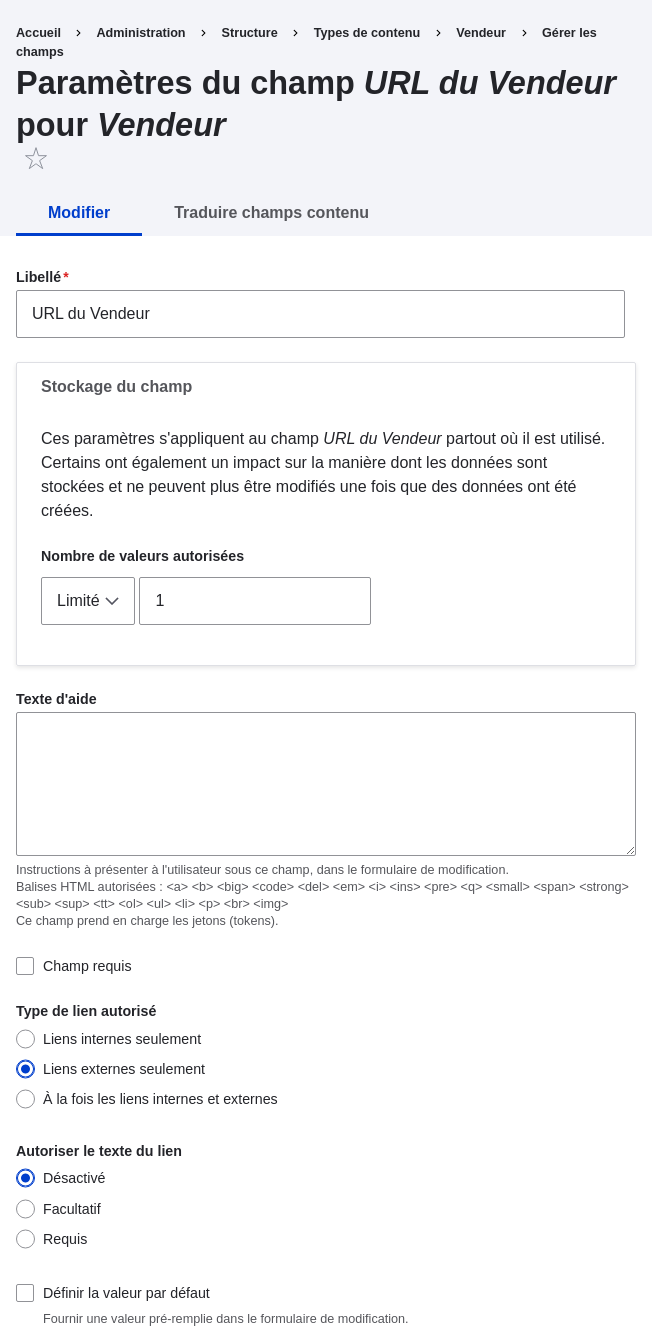 Accueil > Administration > Structure > Types de contenu > Vendeur > Gérer les
champs
Paramètres du champ URL du Vendeur
pour Vendeur
Modifier Traduire champs contenu
Libellé*
URL du Vendeur
Stockage du champ
Ces paramètres s'appliquent au champ URL du Vendeur partout où il est utilisé.
Certains ont également un impact sur la manière dont les données sont
stockées et ne peuvent plus être modifiés une fois que des données ont été
créées.
Nombre de valeurs autorisées
Limité 1
Texte d'aide
Instructions à présenter à l'utilisateur sous ce champ, dans le formulaire de modification.
Balises HTML autorisées : <a> <b> <big> <code> <del> <em> <i> <ins> <pre> <q> <small> <span> <strong>
<sub> <sup> <tt> <ol> <ul> <li> <p> <br> <img>
Ce champ prend en charge les jetons (tokens).
Champ requis
Type de lien autorisé
Liens internes seulement
Liens externes seulement
À la fois les liens internes et externes
Autoriser le texte du lien
Désactivé
Facultatif
Requis
Définir la valeur par défaut
Fournir une valeur pré-remplie dans le formulaire de modification.